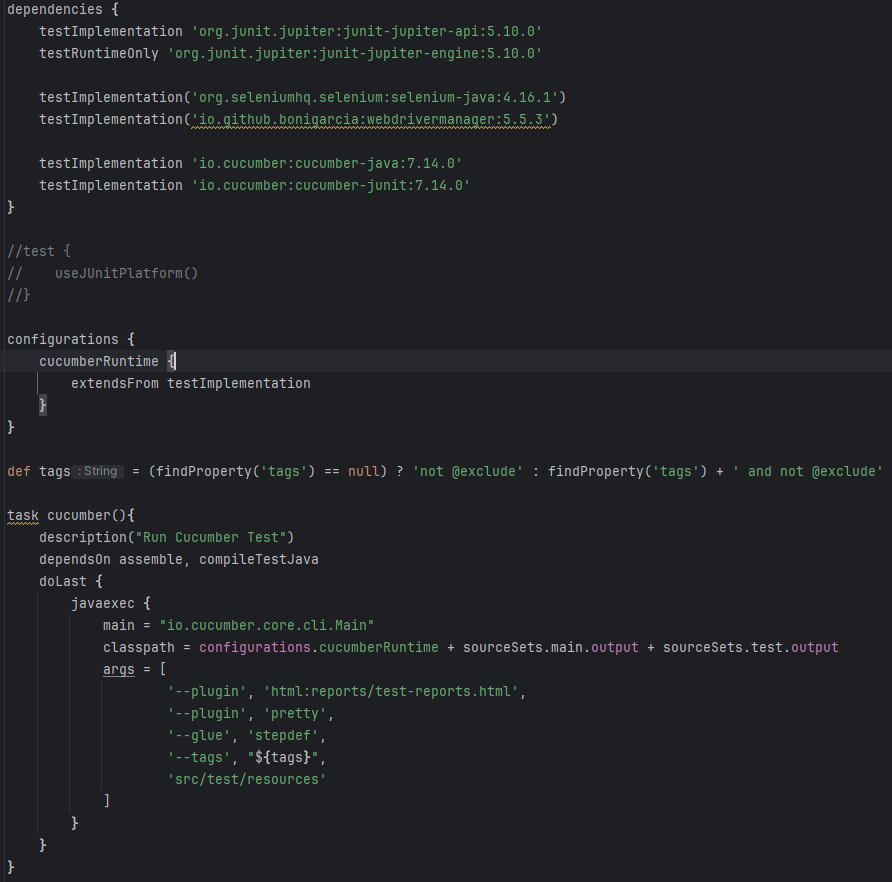 dependencies {
    testImplementation 'org.junit.jupiter:junit-jupiter-api:5.10.0'
    testRuntimeOnly 'org.junit.jupiter:junit-jupiter-engine:5.10.0'

    testImplementation('org.seleniumhq.selenium:selenium-java:4.16.1')
    testImplementation('io.github.bonigarcia:webdrivermanager:5.5.3')

    testImplementation 'io.cucumber:cucumber-java:7.14.0'
    testImplementation 'io.cucumber:cucumber-junit:7.14.0'
}

//test {
//    useJUnitPlatform()
//}

configurations {
    cucumberRuntime {
        extendsFrom testImplementation
    }
}

def tags : String = (findProperty('tags') == null) ? 'not @exclude' : findProperty('tags') + ' and not @exclude'

task cucumber(){
    description("Run Cucumber Test")
    dependsOn assemble, compileTestJava
    doLast {
        javaexec {
            main = "io.cucumber.core.cli.Main"
            classpath = configurations.cucumberRuntime + sourceSets.main.output + sourceSets.test.output
            args = [
                    '--plugin', 'html:reports/test-reports.html',
                    '--plugin', 'pretty',
                    '--glue', 'stepdef',
                    '--tags', "${tags}",
                    'src/test/resources'
            ]
        }
    }
}